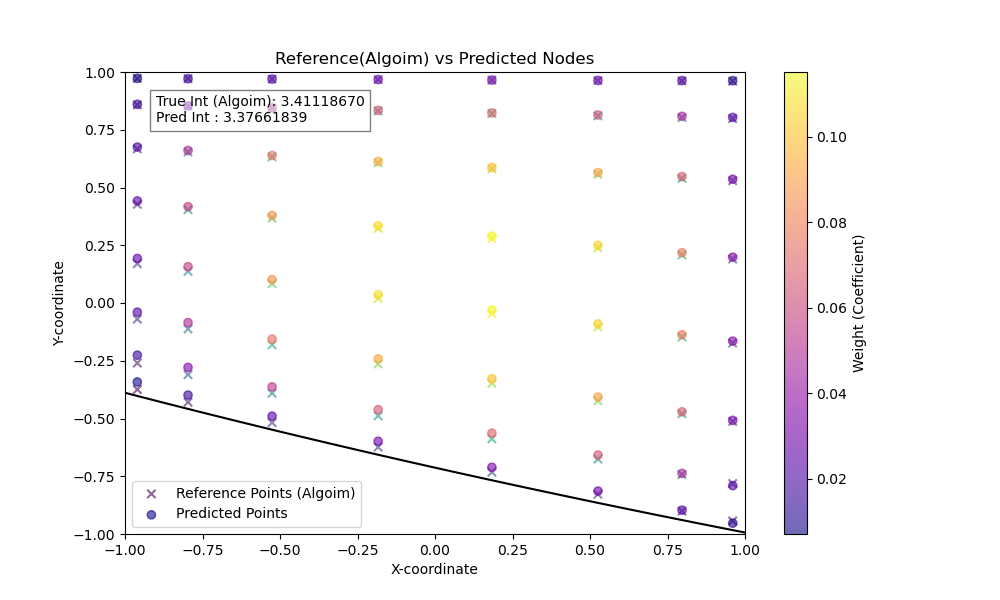 Reference(Algoim) vs Predicted Nodes
True Int (Algoim): 3.41118670
Pred Int : 3.37661839
1.00
0.75
0.50
0.25
0.00
−0.25
−0.50
−0.75
−1.00
Y-coordinate
Reference Points (Algoim)
Predicted Points
−1.00 −0.75 −0.50 −0.25 0.00 0.25 0.50 0.75 1.00
X-coordinate
0.10
0.08
0.06
0.04
0.02
Weight (Coefficient)